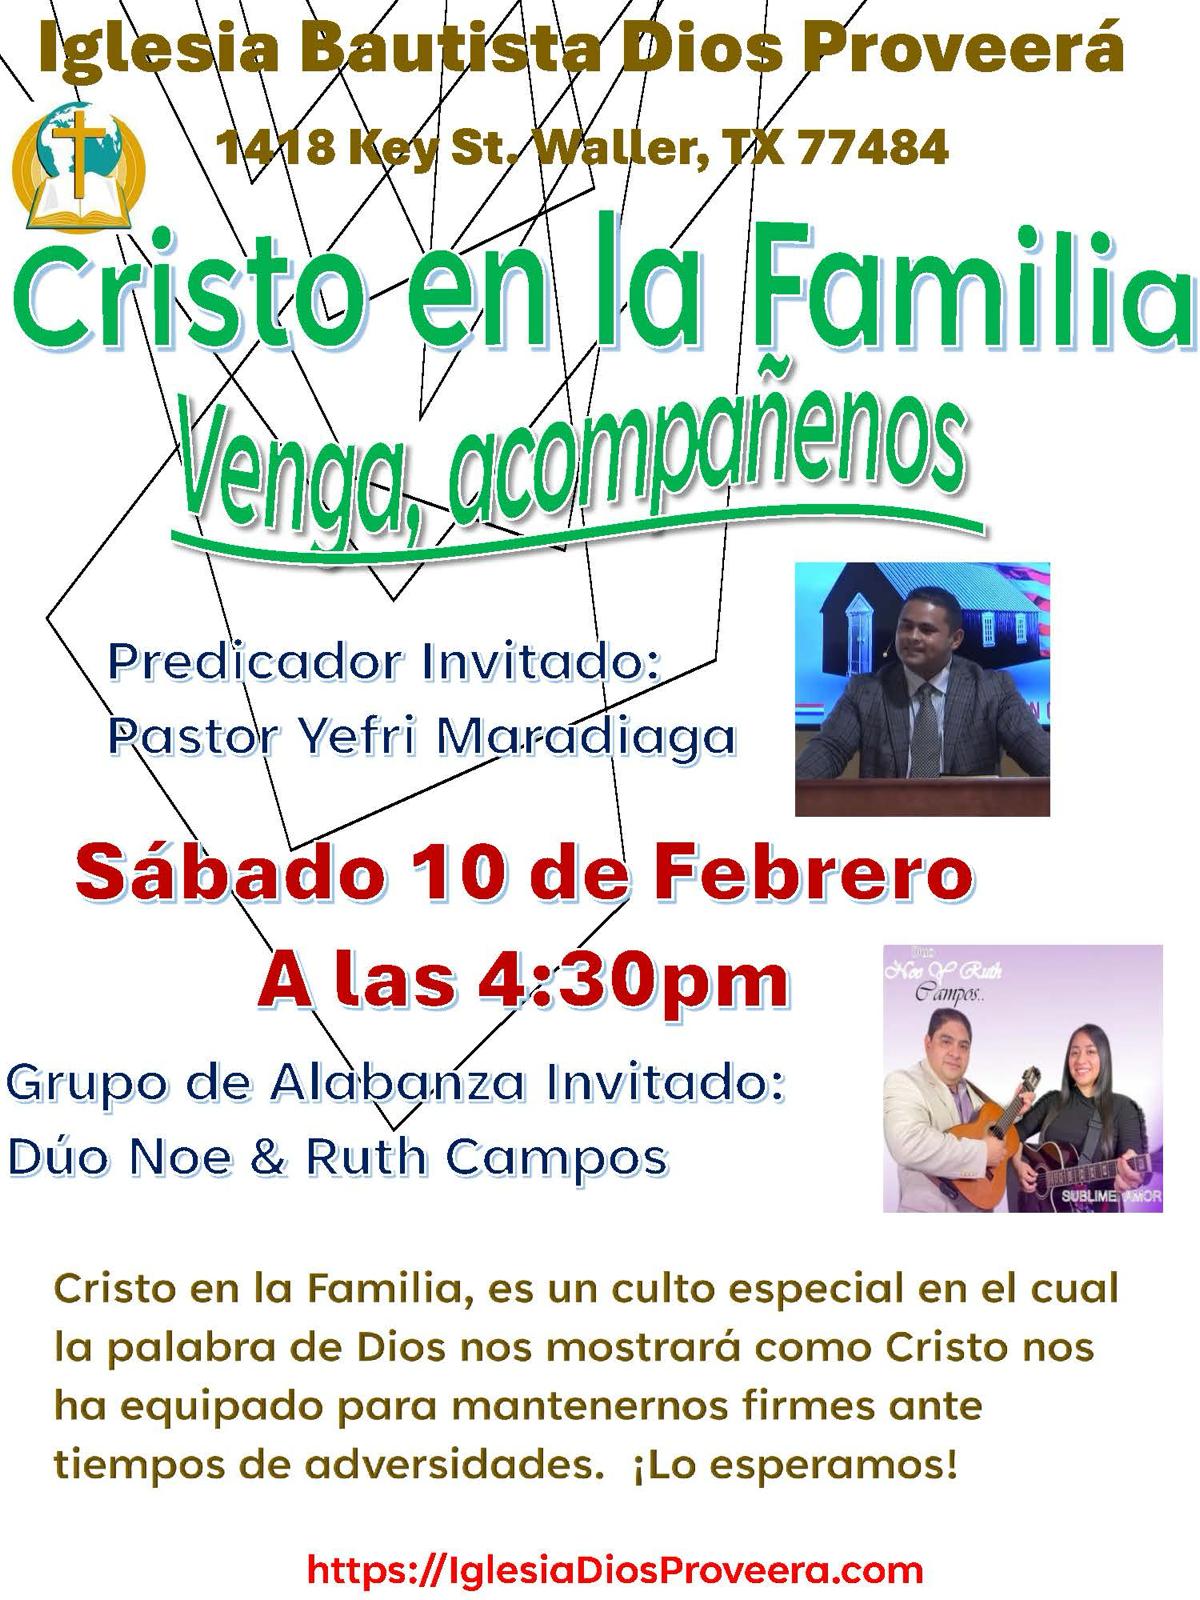 Iglesia Bautista Dios Proveerá
1418 Key St. Waller, TX 77484
Cristo en la Familia
Venga, acompañenos
Predicador Invitado:
Pastor Yefri Maradiaga
Sábado 10 de Febrero
A las 4:30pm
Duo
Noe Y Ruth
Campos..
SUBLIME AMOR
Grupo de Alabanza Invitado:
Dúo Noe & Ruth Campos
Cristo en la Familia, es un culto especial en el cual
la palabra de Dios nos mostrará como Cristo nos
ha equipado para mantenernos firmes ante
tiempos de adversidades.  ¡Lo esperamos!
https://IglesiaDiosProveera.com